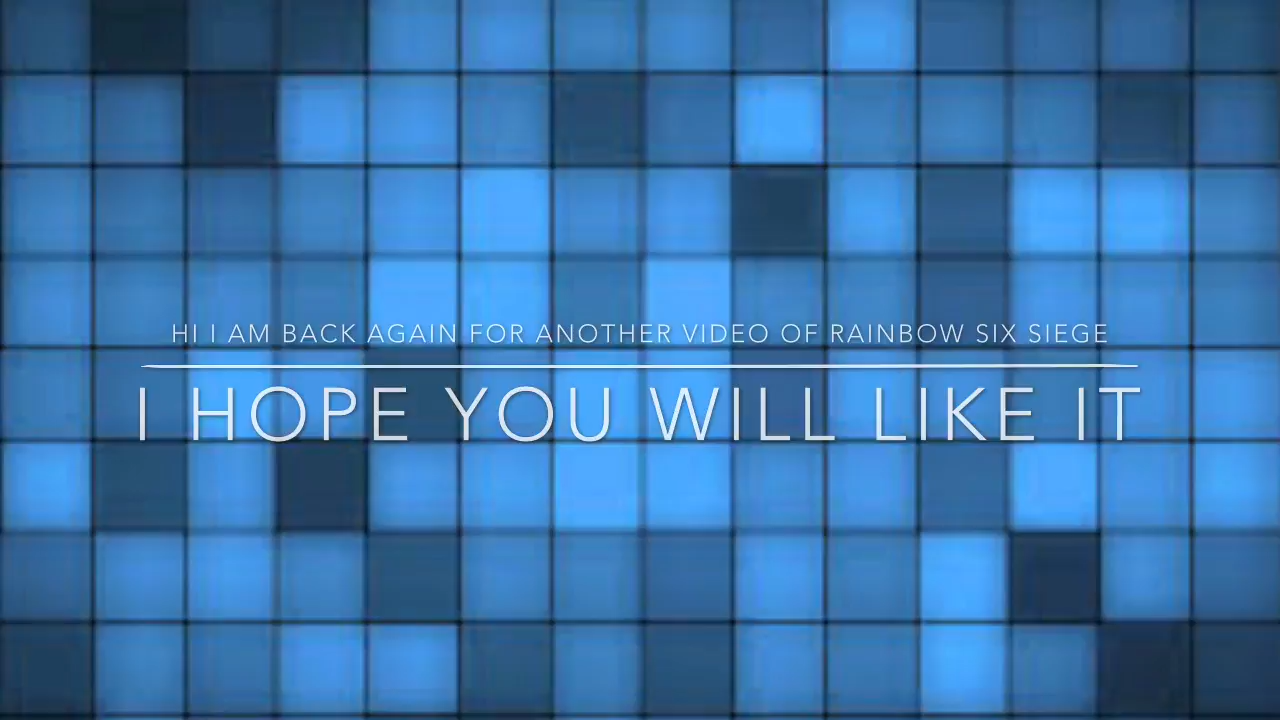 HI I AM BACK AGAIN FOR ANOTHER VIDEO OF RAINBOW SIX SIEGE
I HOPE YOU WILL LIKE IT